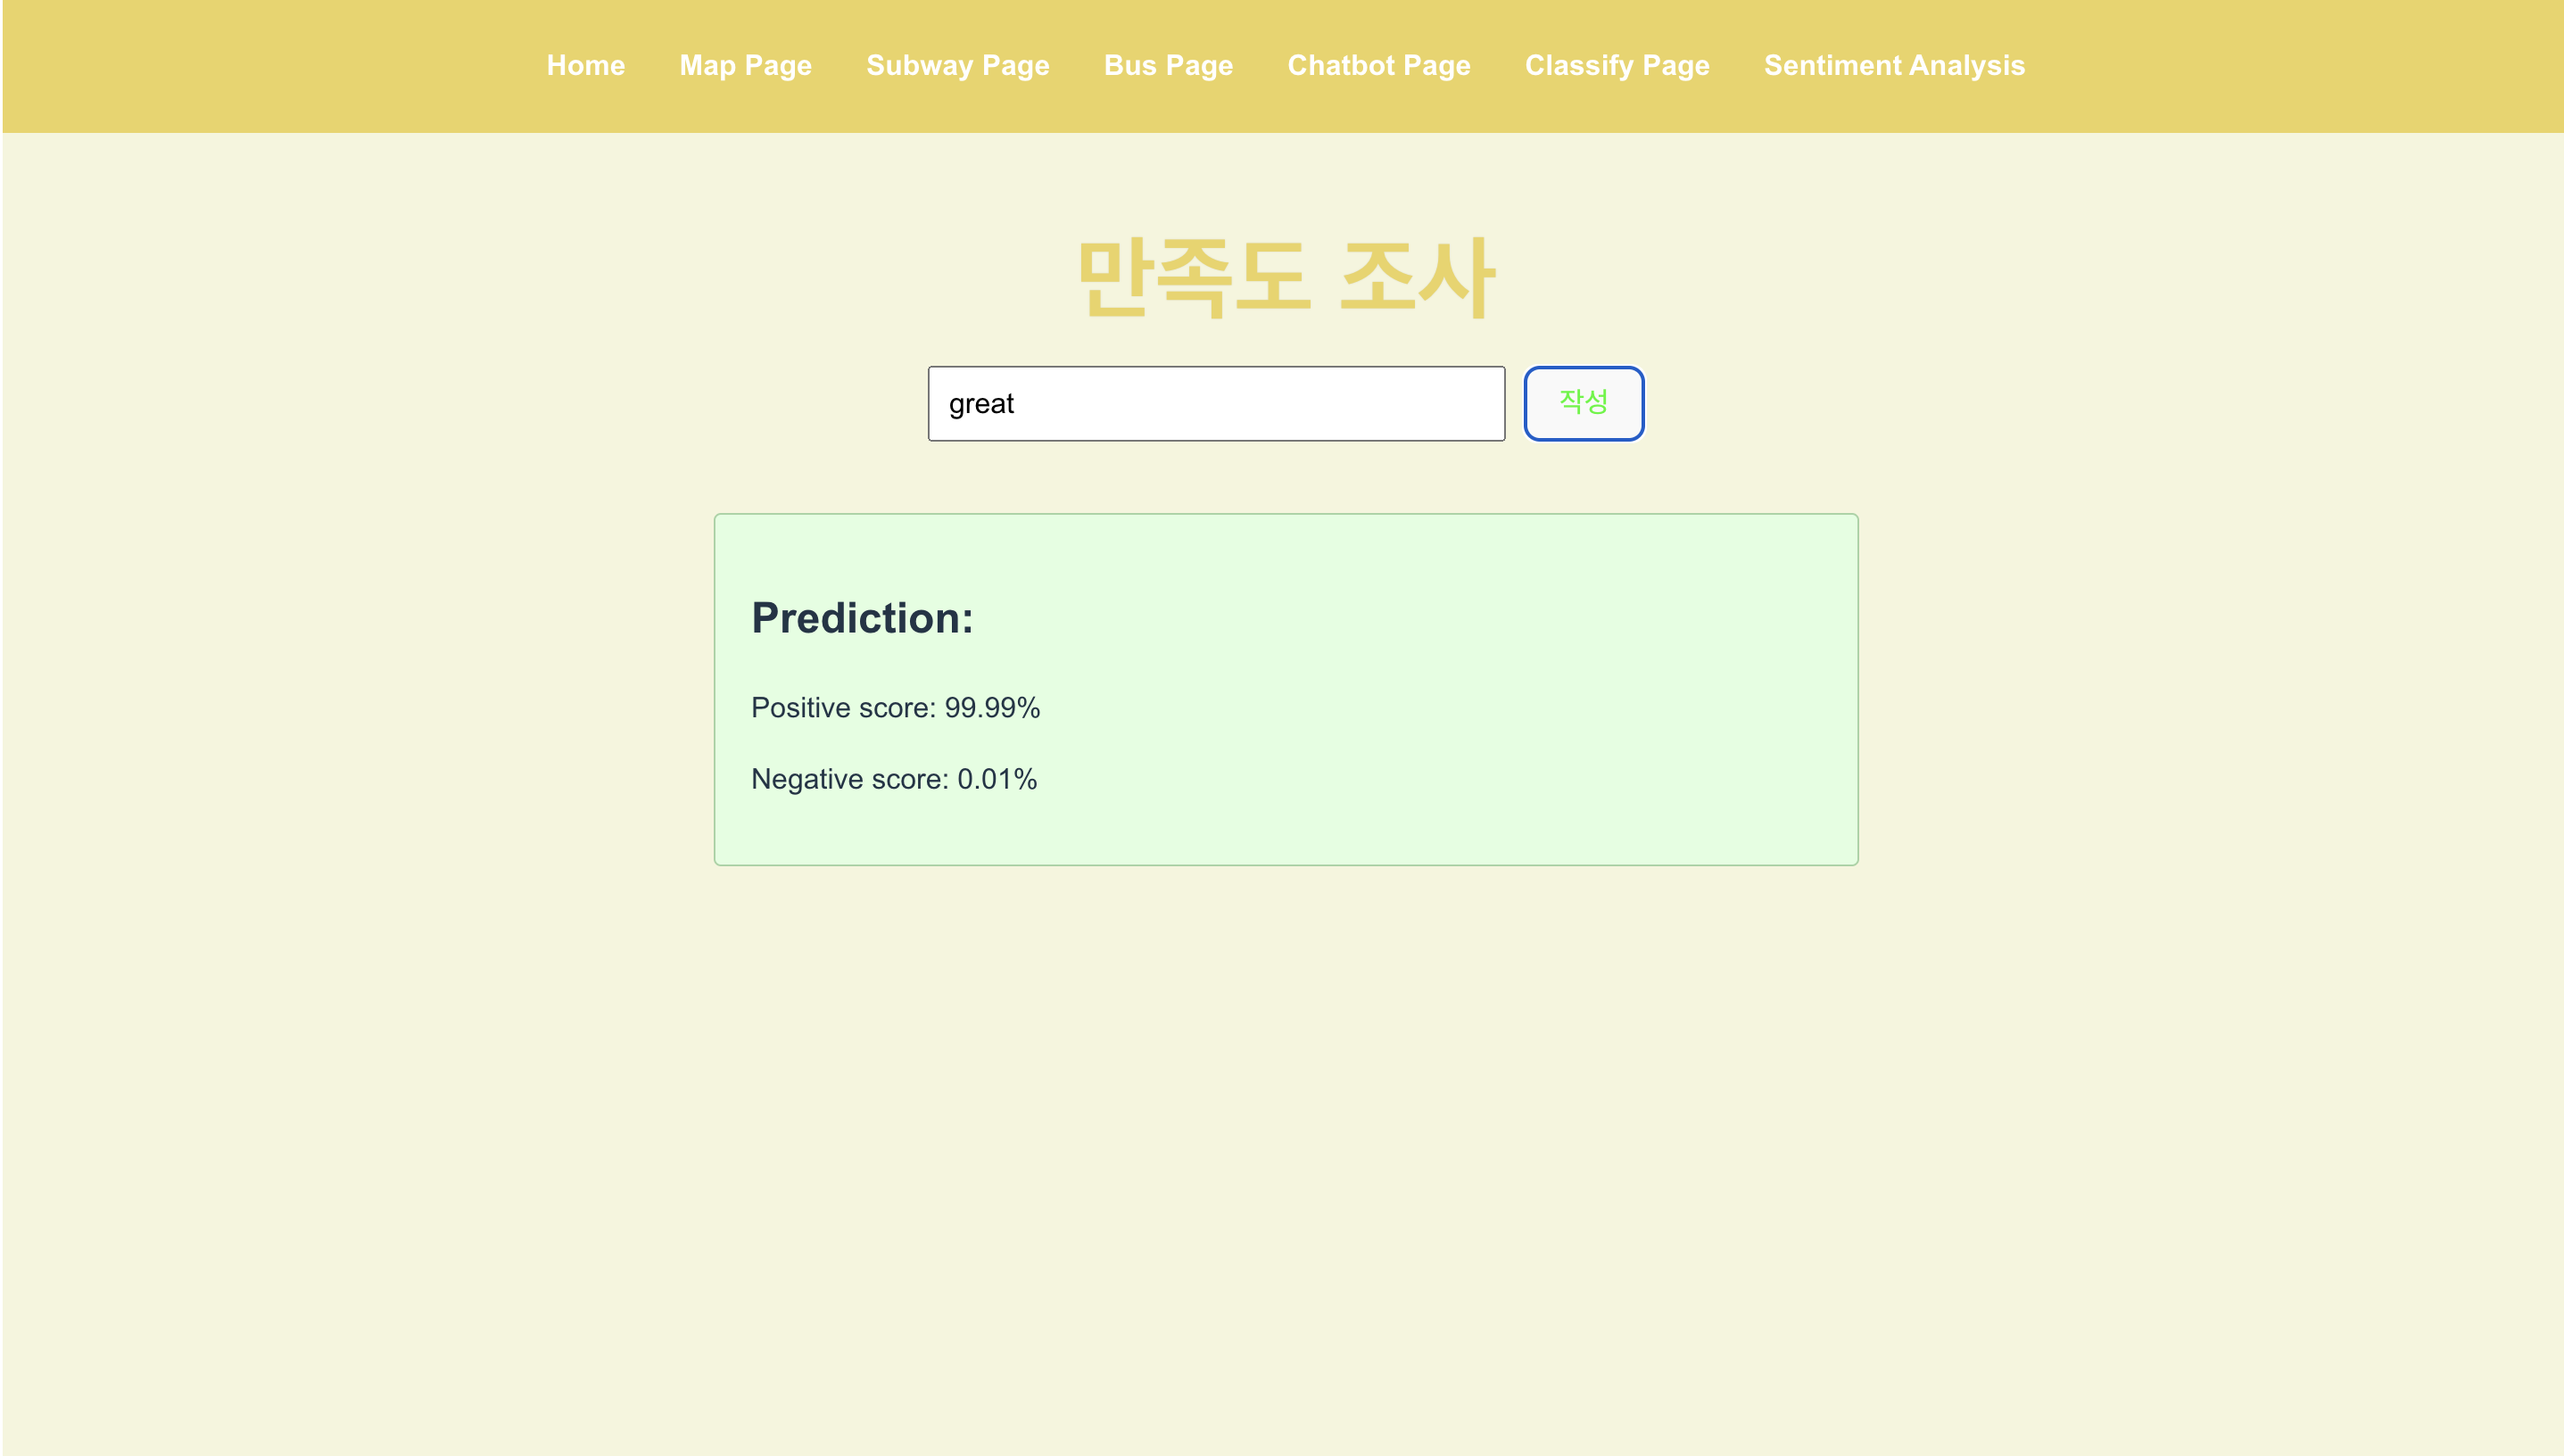 Home Map Page Subway Page Bus Page Chatbot Page Classify Page Sentiment Analysis
만족도 조사
great 작성
Prediction:
Positive score: 99.99%
Negative score: 0.01%